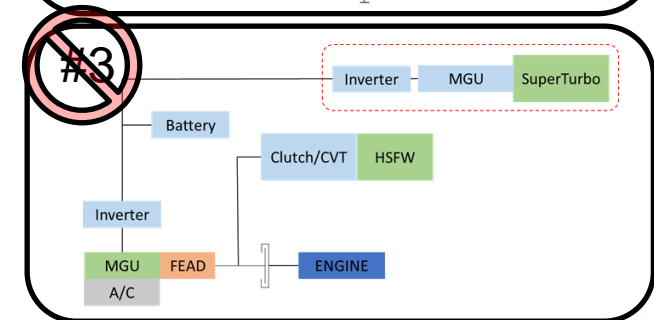 #3
Inverter
MGU
SuperTurbo
Battery
Clutch/CVT
HSFW
Inverter
MGU
FEAD
ENGINE
A/C